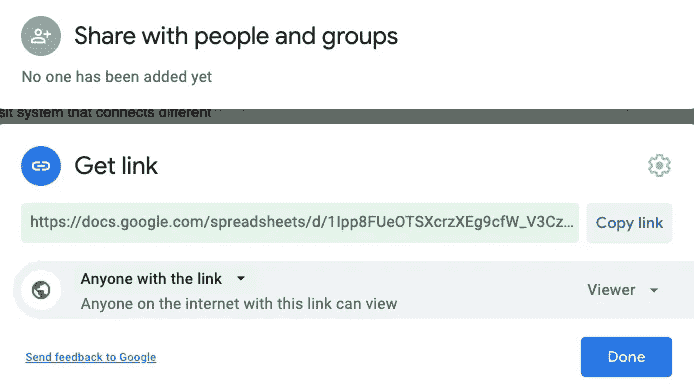 Share with people and groups
No one has been added yet
sit system that connects different
Get link
https://docs.google.com/spreadsheets/d/1Ipp8FUeOTSXcrzXEg9cfW_V3Cz...
Copy link
Anyone with the link
Anyone on the internet with this link can view
Viewer
Send feedback to Google
Done